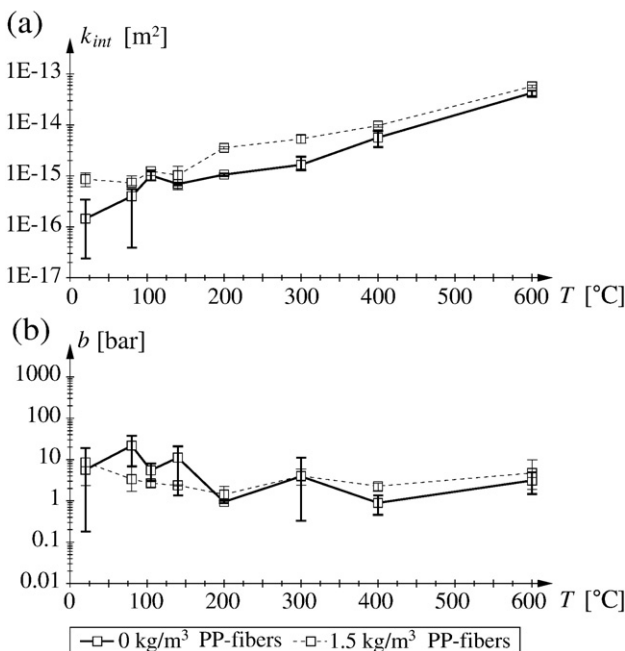 (a)
k_int [m²]
1E-13
1E-14
1E-15
1E-16
1E-17
0 100 200 300 400 500 600 T [°C]
(b)
b [bar]
1000
100
10
1
0.1
0.01
0 100 200 300 400 500 600 T [°C]
0 kg/m³ PP-fibers 1.5 kg/m³ PP-fibers